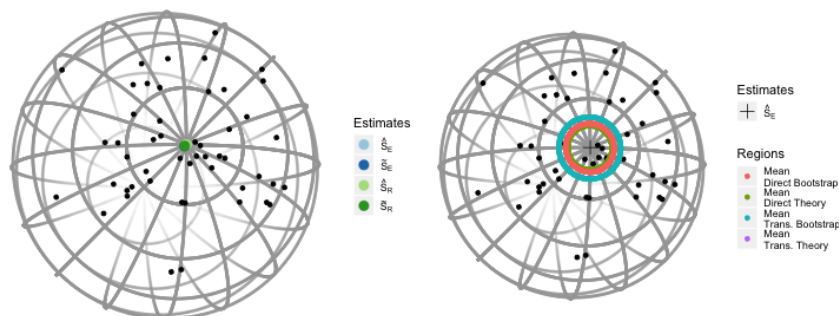 Estimates
Ŝ_E
S̃_E
Ŝ_R
S̃_R
Estimates
Ŝ_E
Regions
Mean
Direct Bootstrap
Mean
Direct Theory
Mean
Trans. Bootstrap
Mean
Trans. Theory